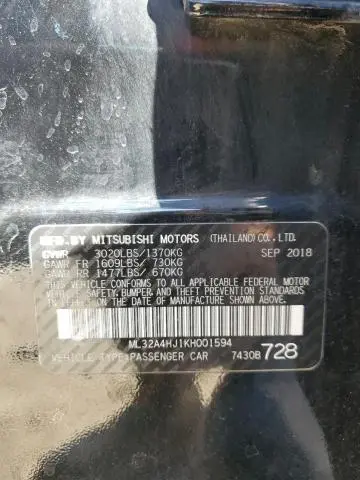 MFD.BY MITSUBISHI MOTORS (THAILAND)CO.,LTD.
GVWR 3020LBS/1370KG SEP 2018
GAWR FR 1609LBS/ 730KG
GAWR RR 1477LBS/ 670KG
THIS VEHICLE CONFORMS TO ALL APPLICABLE FEDERAL MOTOR
VEHICLE SAFETY, BUMPER, AND THEFT PREVENTION STANDARDS
IN EFFECT ON THE DATE OF MANUFACTURE SHOWN ABOVE.
ML32A4HJ1KH001594
VEHICLE TYPE:PASSENGER CAR 7430B 728